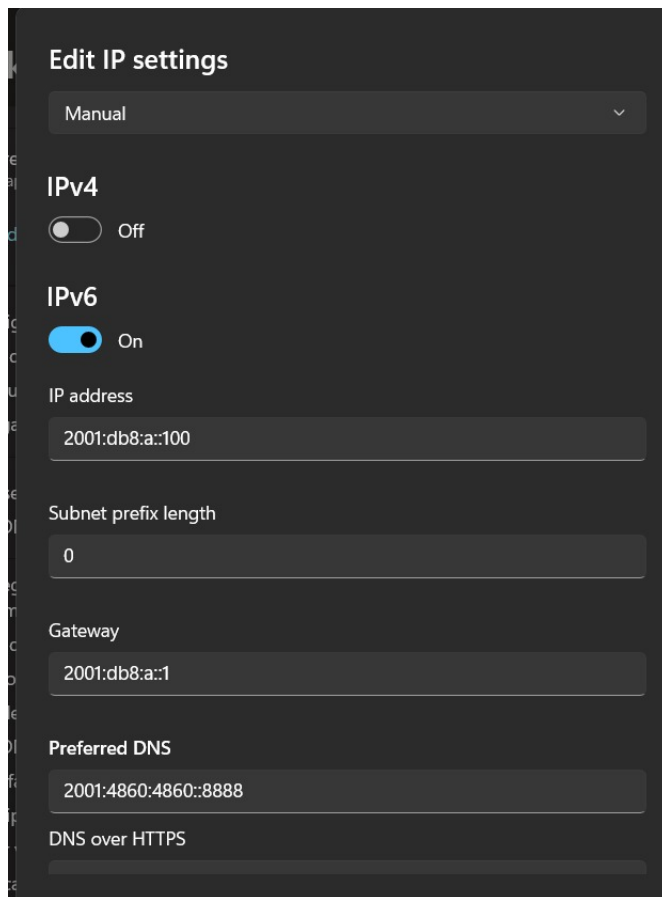 Edit IP settings
Manual
IPv4
Off
IPv6
On
IP address
2001:db8:a::100
Subnet prefix length
0
Gateway
2001:db8:a::1
Preferred DNS
2001:4860:4860::8888
DNS over HTTPS